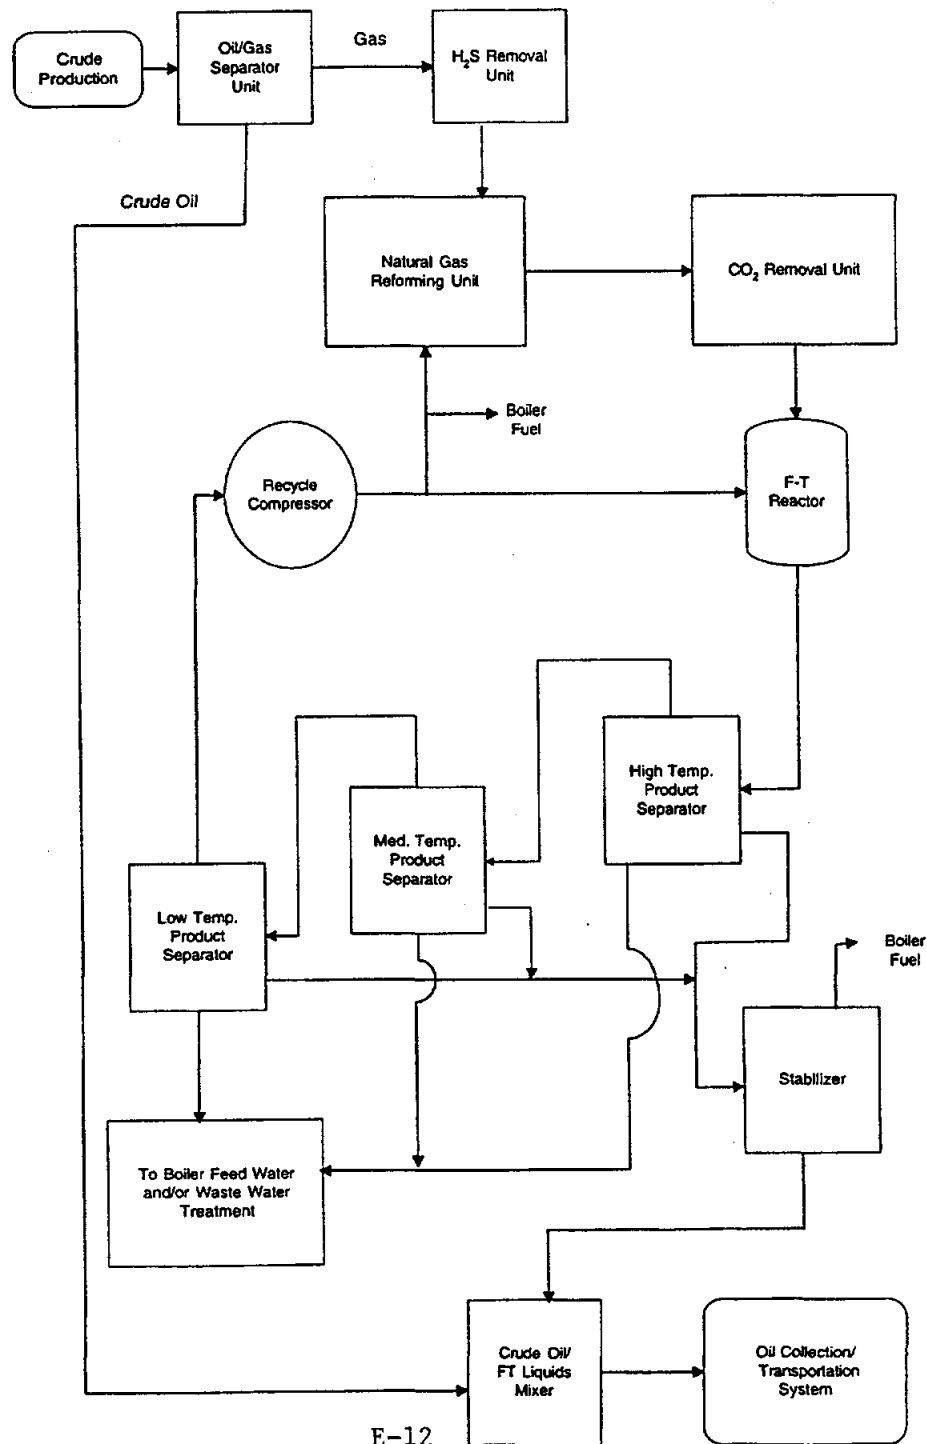 Crude
Production
Oil/Gas
Separator
Unit
Gas
H₂S Removal
Unit
Crude Oil
Natural Gas
Reforming Unit
CO₂ Removal Unit
Boiler
Fuel
Recycle
Compressor
F-T
Reactor
High Temp.
Product
Separator
Med. Temp.
Product
Separator
Low Temp.
Product
Separator
Boiler
Fuel
Stabilizer
To Boiler Feed Water
and/or Waste Water
Treatment
Crude Oil/
FT Liquids
Mixer
Oil Collection/
Transportation
System
E-12